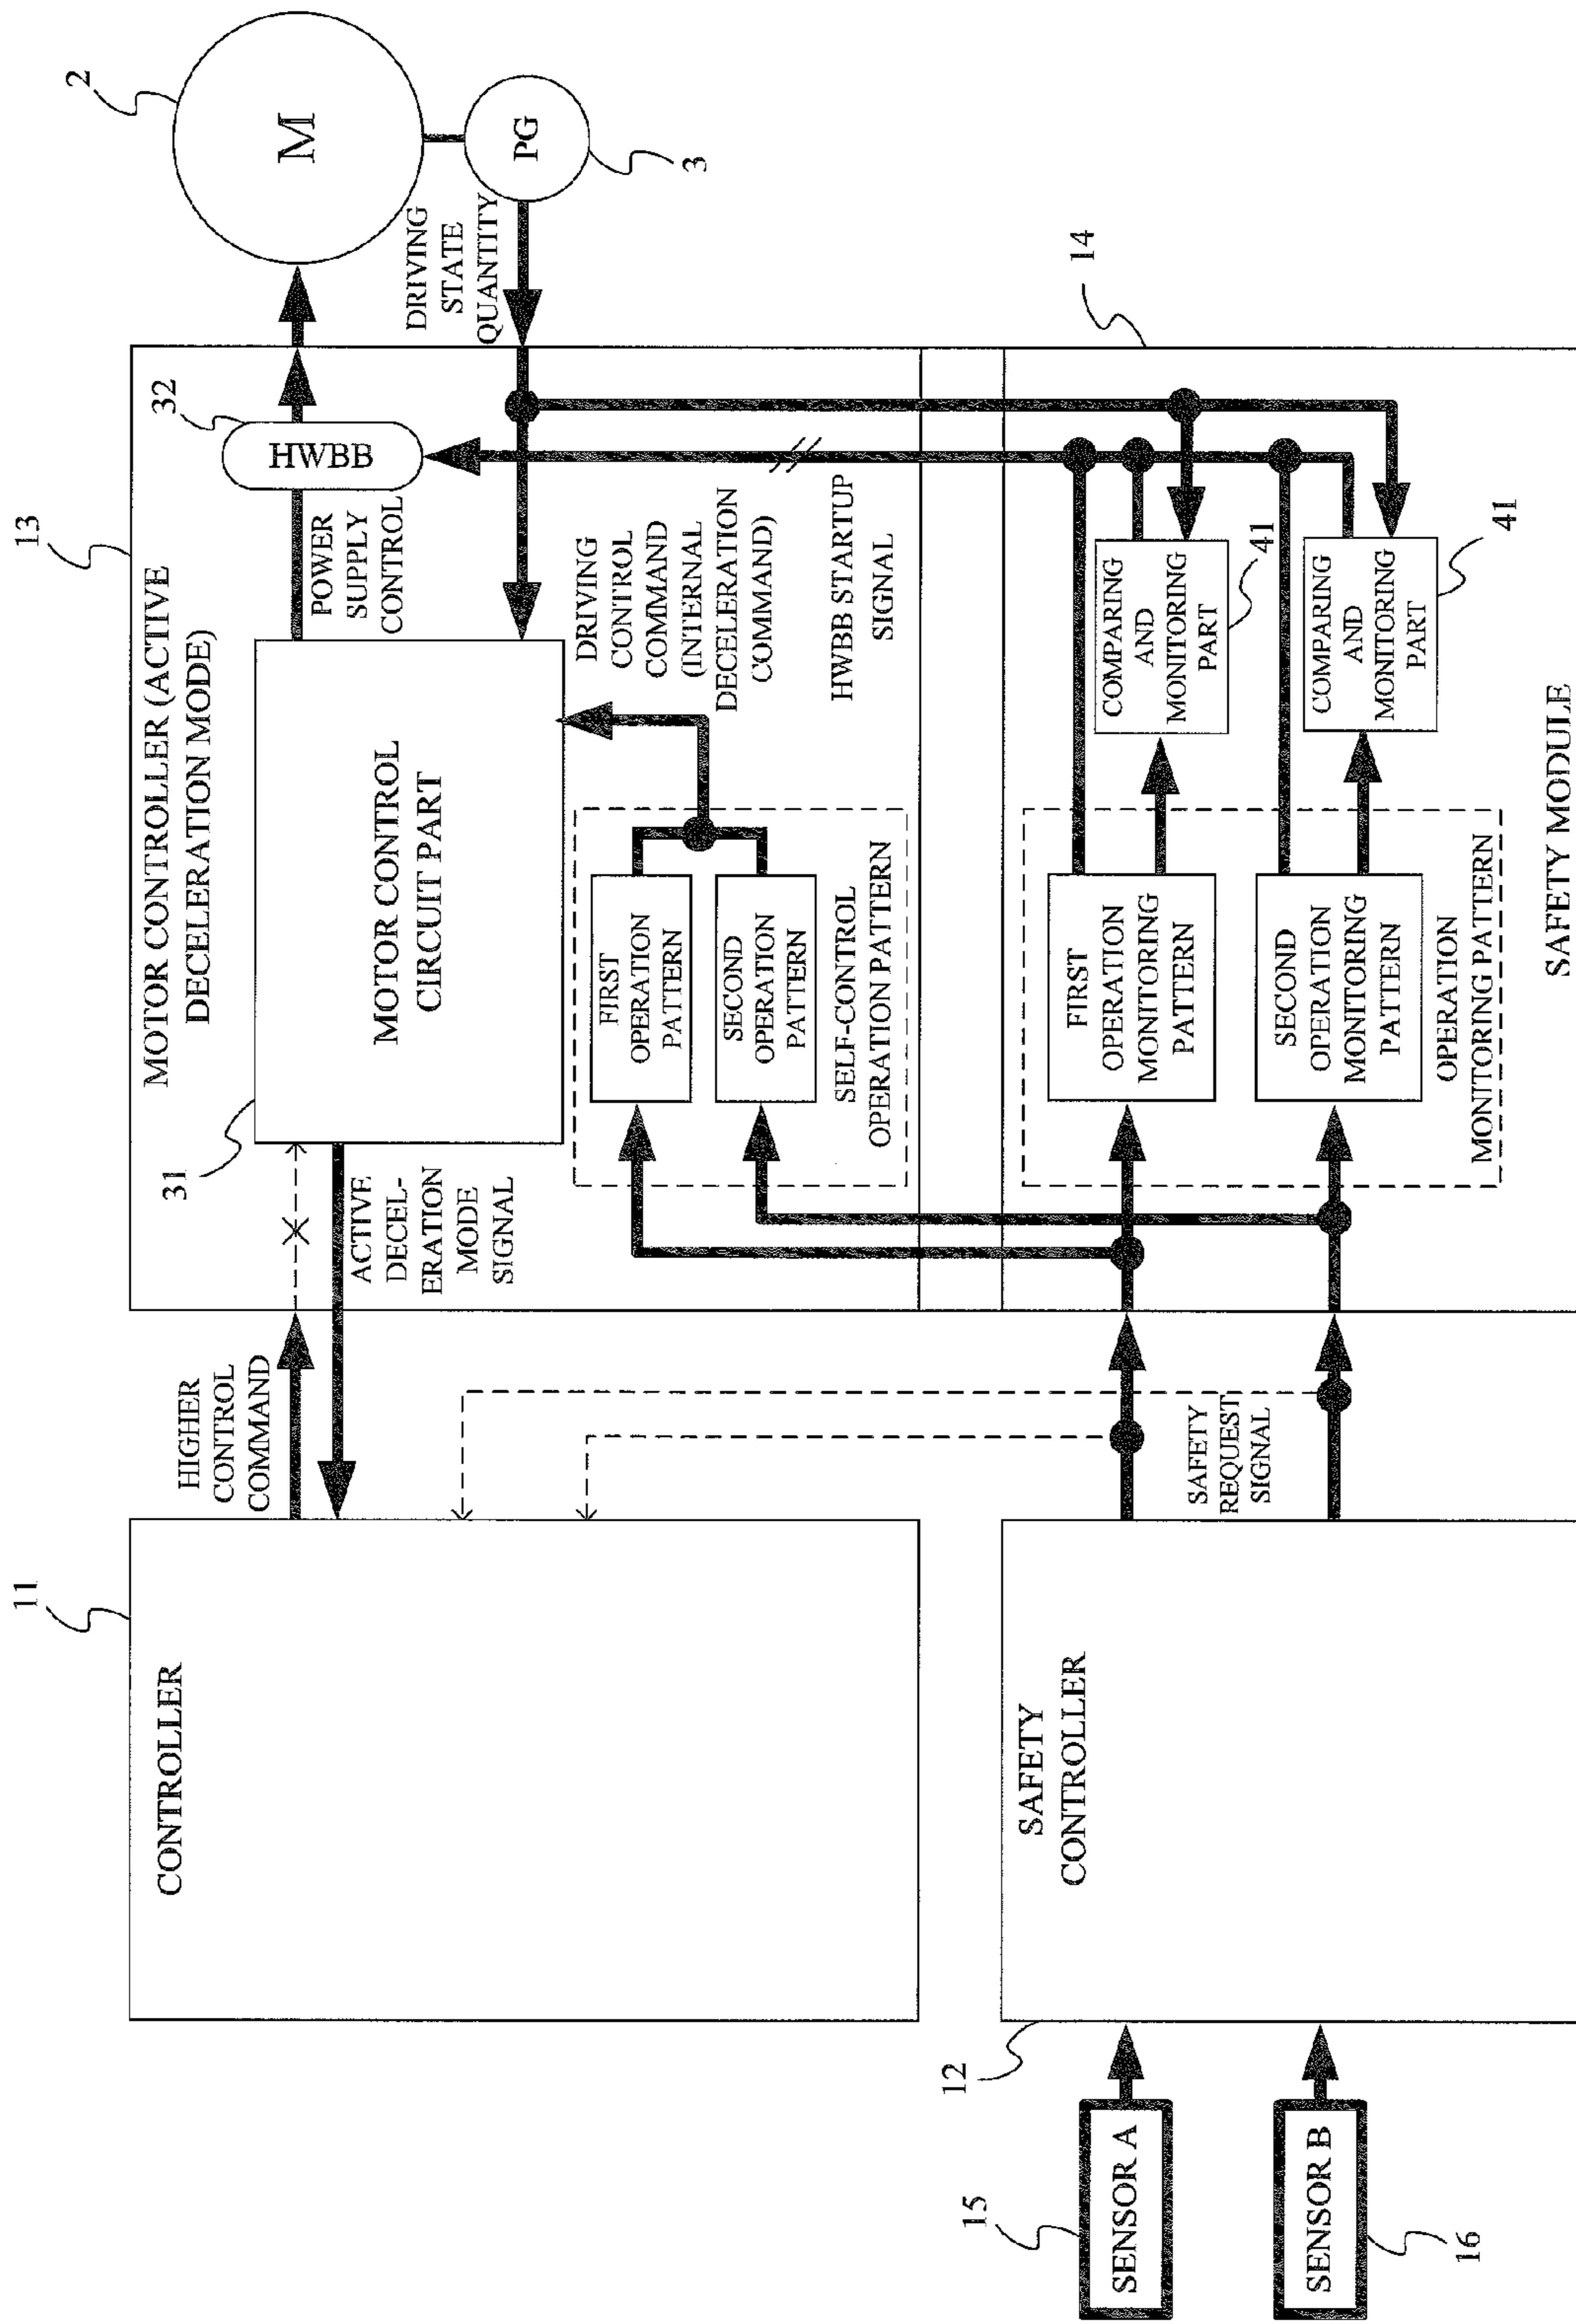 11
CONTROLLER
HIGHER
CONTROL
COMMAND
13
MOTOR CONTROLLER (ACTIVE
DECELERATION MODE)
31
MOTOR CONTROL
CIRCUIT PART
ACTIVE
DECEL-
ERATION
MODE
SIGNAL
POWER
SUPPLY
CONTROL
32
HWBB
2
M
PG
3
DRIVING
STATE
QUANTITY
DRIVING
CONTROL
COMMAND
(INTERNAL
DECELERATION
COMMAND)
FIRST
OPERATION
PATTERN
SECOND
OPERATION
PATTERN
SELF-CONTROL
OPERATION PATTERN
HWBB STARTUP
SIGNAL
12
SAFETY
CONTROLLER
15
SENSOR A
SENSOR B
16
SAFETY
REQUEST
SIGNAL
14
FIRST
OPERATION
MONITORING
PATTERN
SECOND
OPERATION
MONITORING
PATTERN
OPERATION
MONITORING PATTERN
COMPARING
AND
MONITORING
PART
41
COMPARING
AND
MONITORING
PART
41
SAFETY MODULE